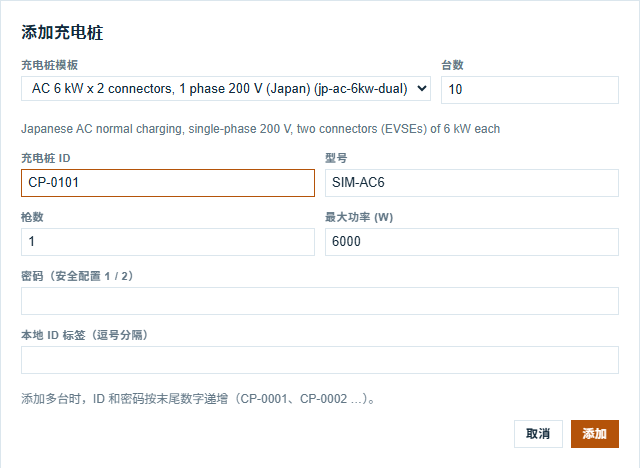 添加充电桩
充电桩模板
台数
AC 6 kW x 2 connectors, 1 phase 200 V (Japan) (jp-ac-6kw-dual)
10
Japanese AC normal charging, single-phase 200 V, two connectors (EVSEs) of 6 kW each
充电桩 ID
型号
CP-0101
SIM-AC6
枪数
最大功率 (W)
1
6000
密码（安全配置 1 / 2）
本地 ID 标签（逗号分隔）
添加多台时，ID 和密码按末尾数字递增（CP-0001、CP-0002 …）。
取消
添加